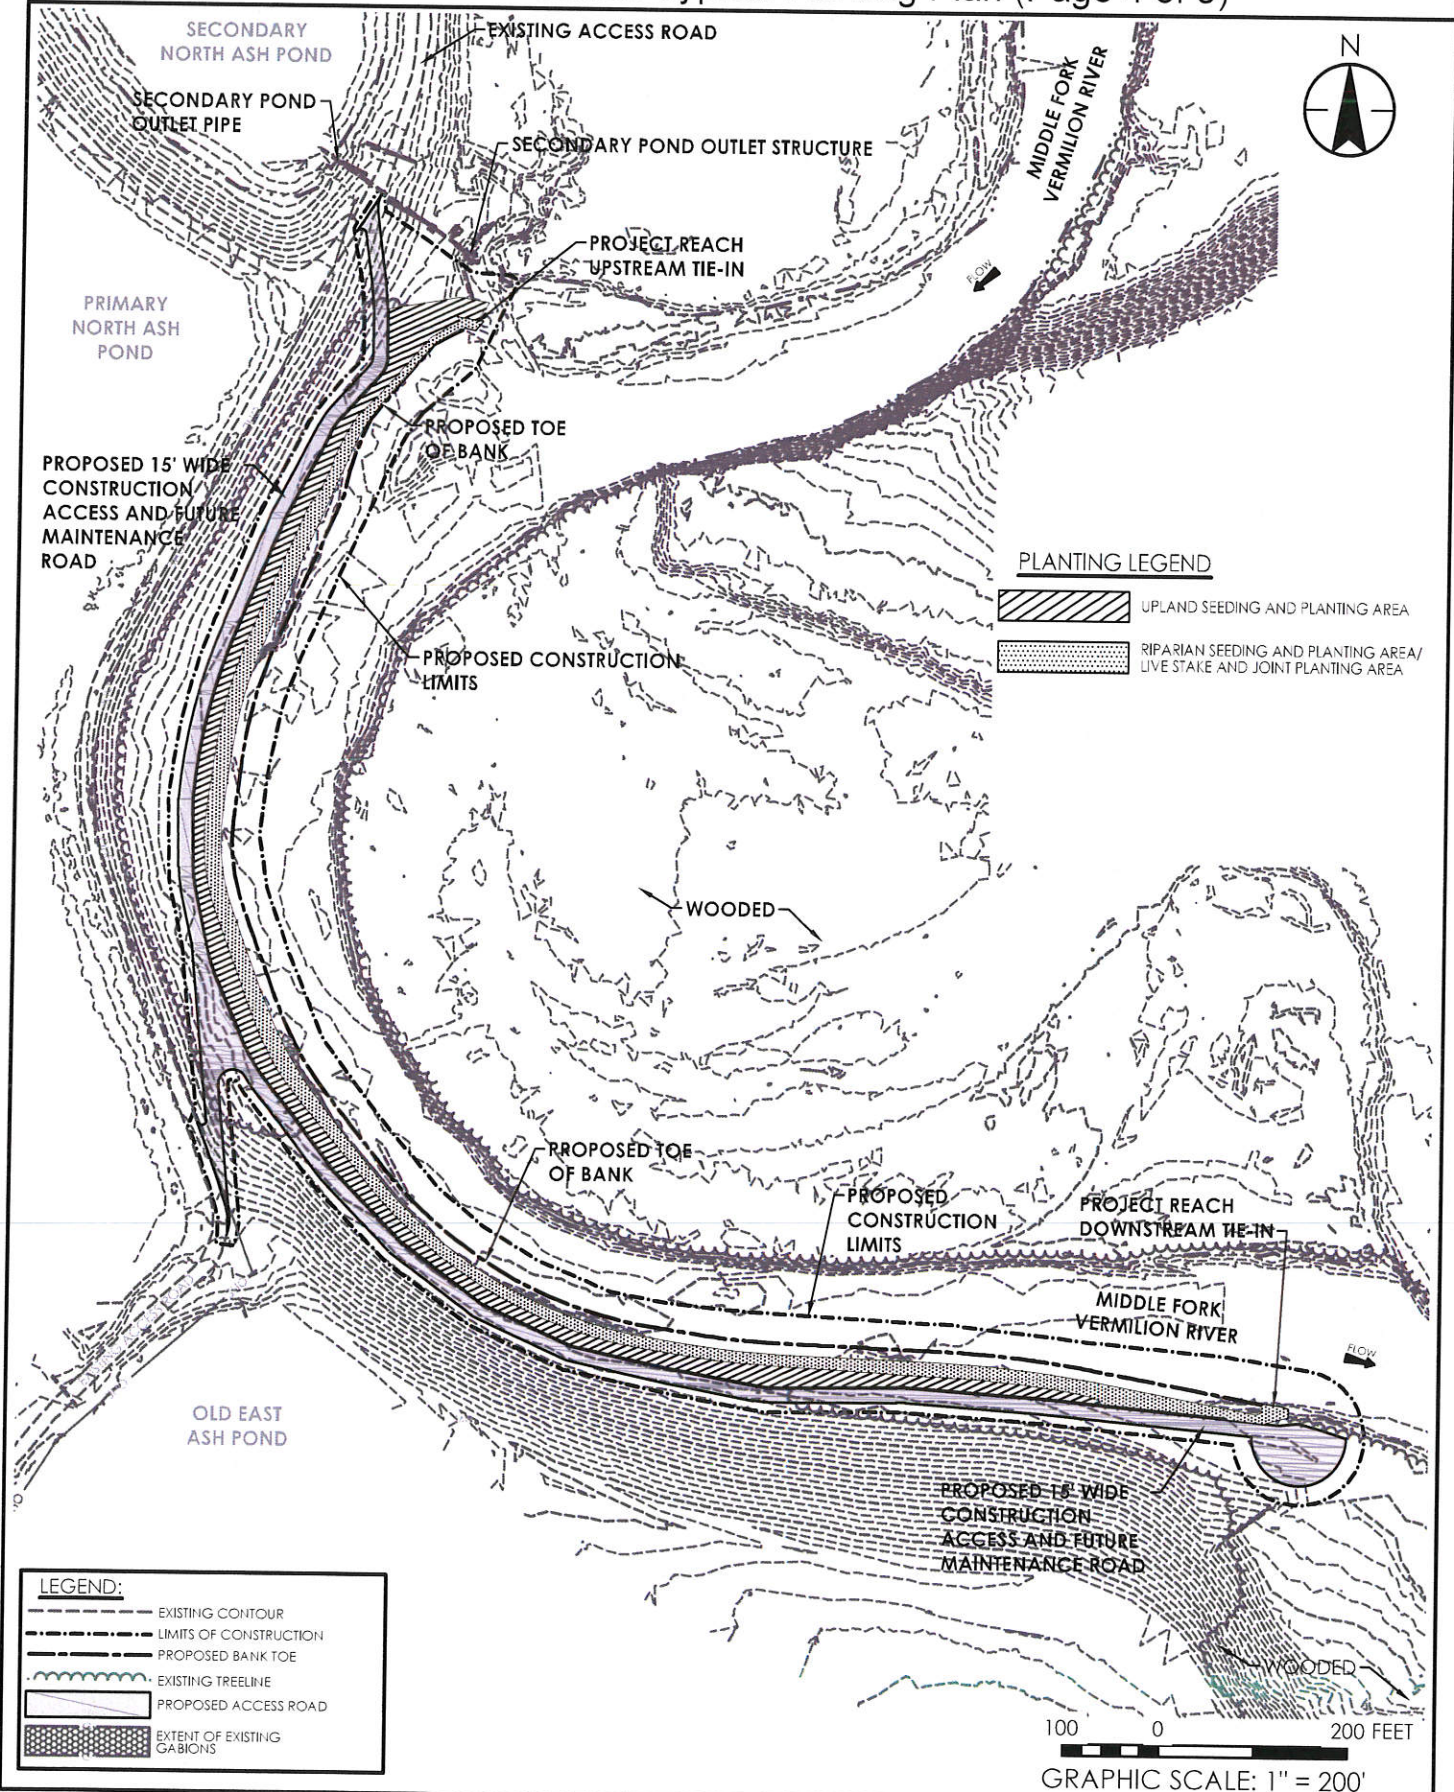 SECONDARY
NORTH ASH POND
EXISTING ACCESS ROAD
SECONDARY POND
OUTLET PIPE
SECONDARY POND OUTLET STRUCTURE
MIDDLE FORK
VERMILION RIVER
N
PROJECT REACH
UPSTREAM TIE-IN
FLOW
PRIMARY
NORTH ASH
POND
PROPOSED TOE
OF BANK
PROPOSED 15' WIDE
CONSTRUCTION
ACCESS AND FUTURE
MAINTENANCE
ROAD
PLANTING LEGEND
UPLAND SEEDING AND PLANTING AREA
RIPARIAN SEEDING AND PLANTING AREA/
LIVE STAKE AND JOINT PLANTING AREA
PROPOSED CONSTRUCTION
LIMITS
WOODED
PROPOSED TOE
OF BANK
PROPOSED
CONSTRUCTION
LIMITS
PROJECT REACH
DOWNSTREAM TIE-IN
MIDDLE FORK
VERMILION RIVER
FLOW
OLD EAST
ASH POND
PROPOSED 15' WIDE
CONSTRUCTION
ACCESS AND FUTURE
MAINTENANCE ROAD
WOODED
LEGEND:
EXISTING CONTOUR
LIMITS OF CONSTRUCTION
PROPOSED BANK TOE
EXISTING TREELINE
PROPOSED ACCESS ROAD
EXTENT OF EXISTING
GABIONS
100 0 200 FEET
GRAPHIC SCALE: 1" = 200'